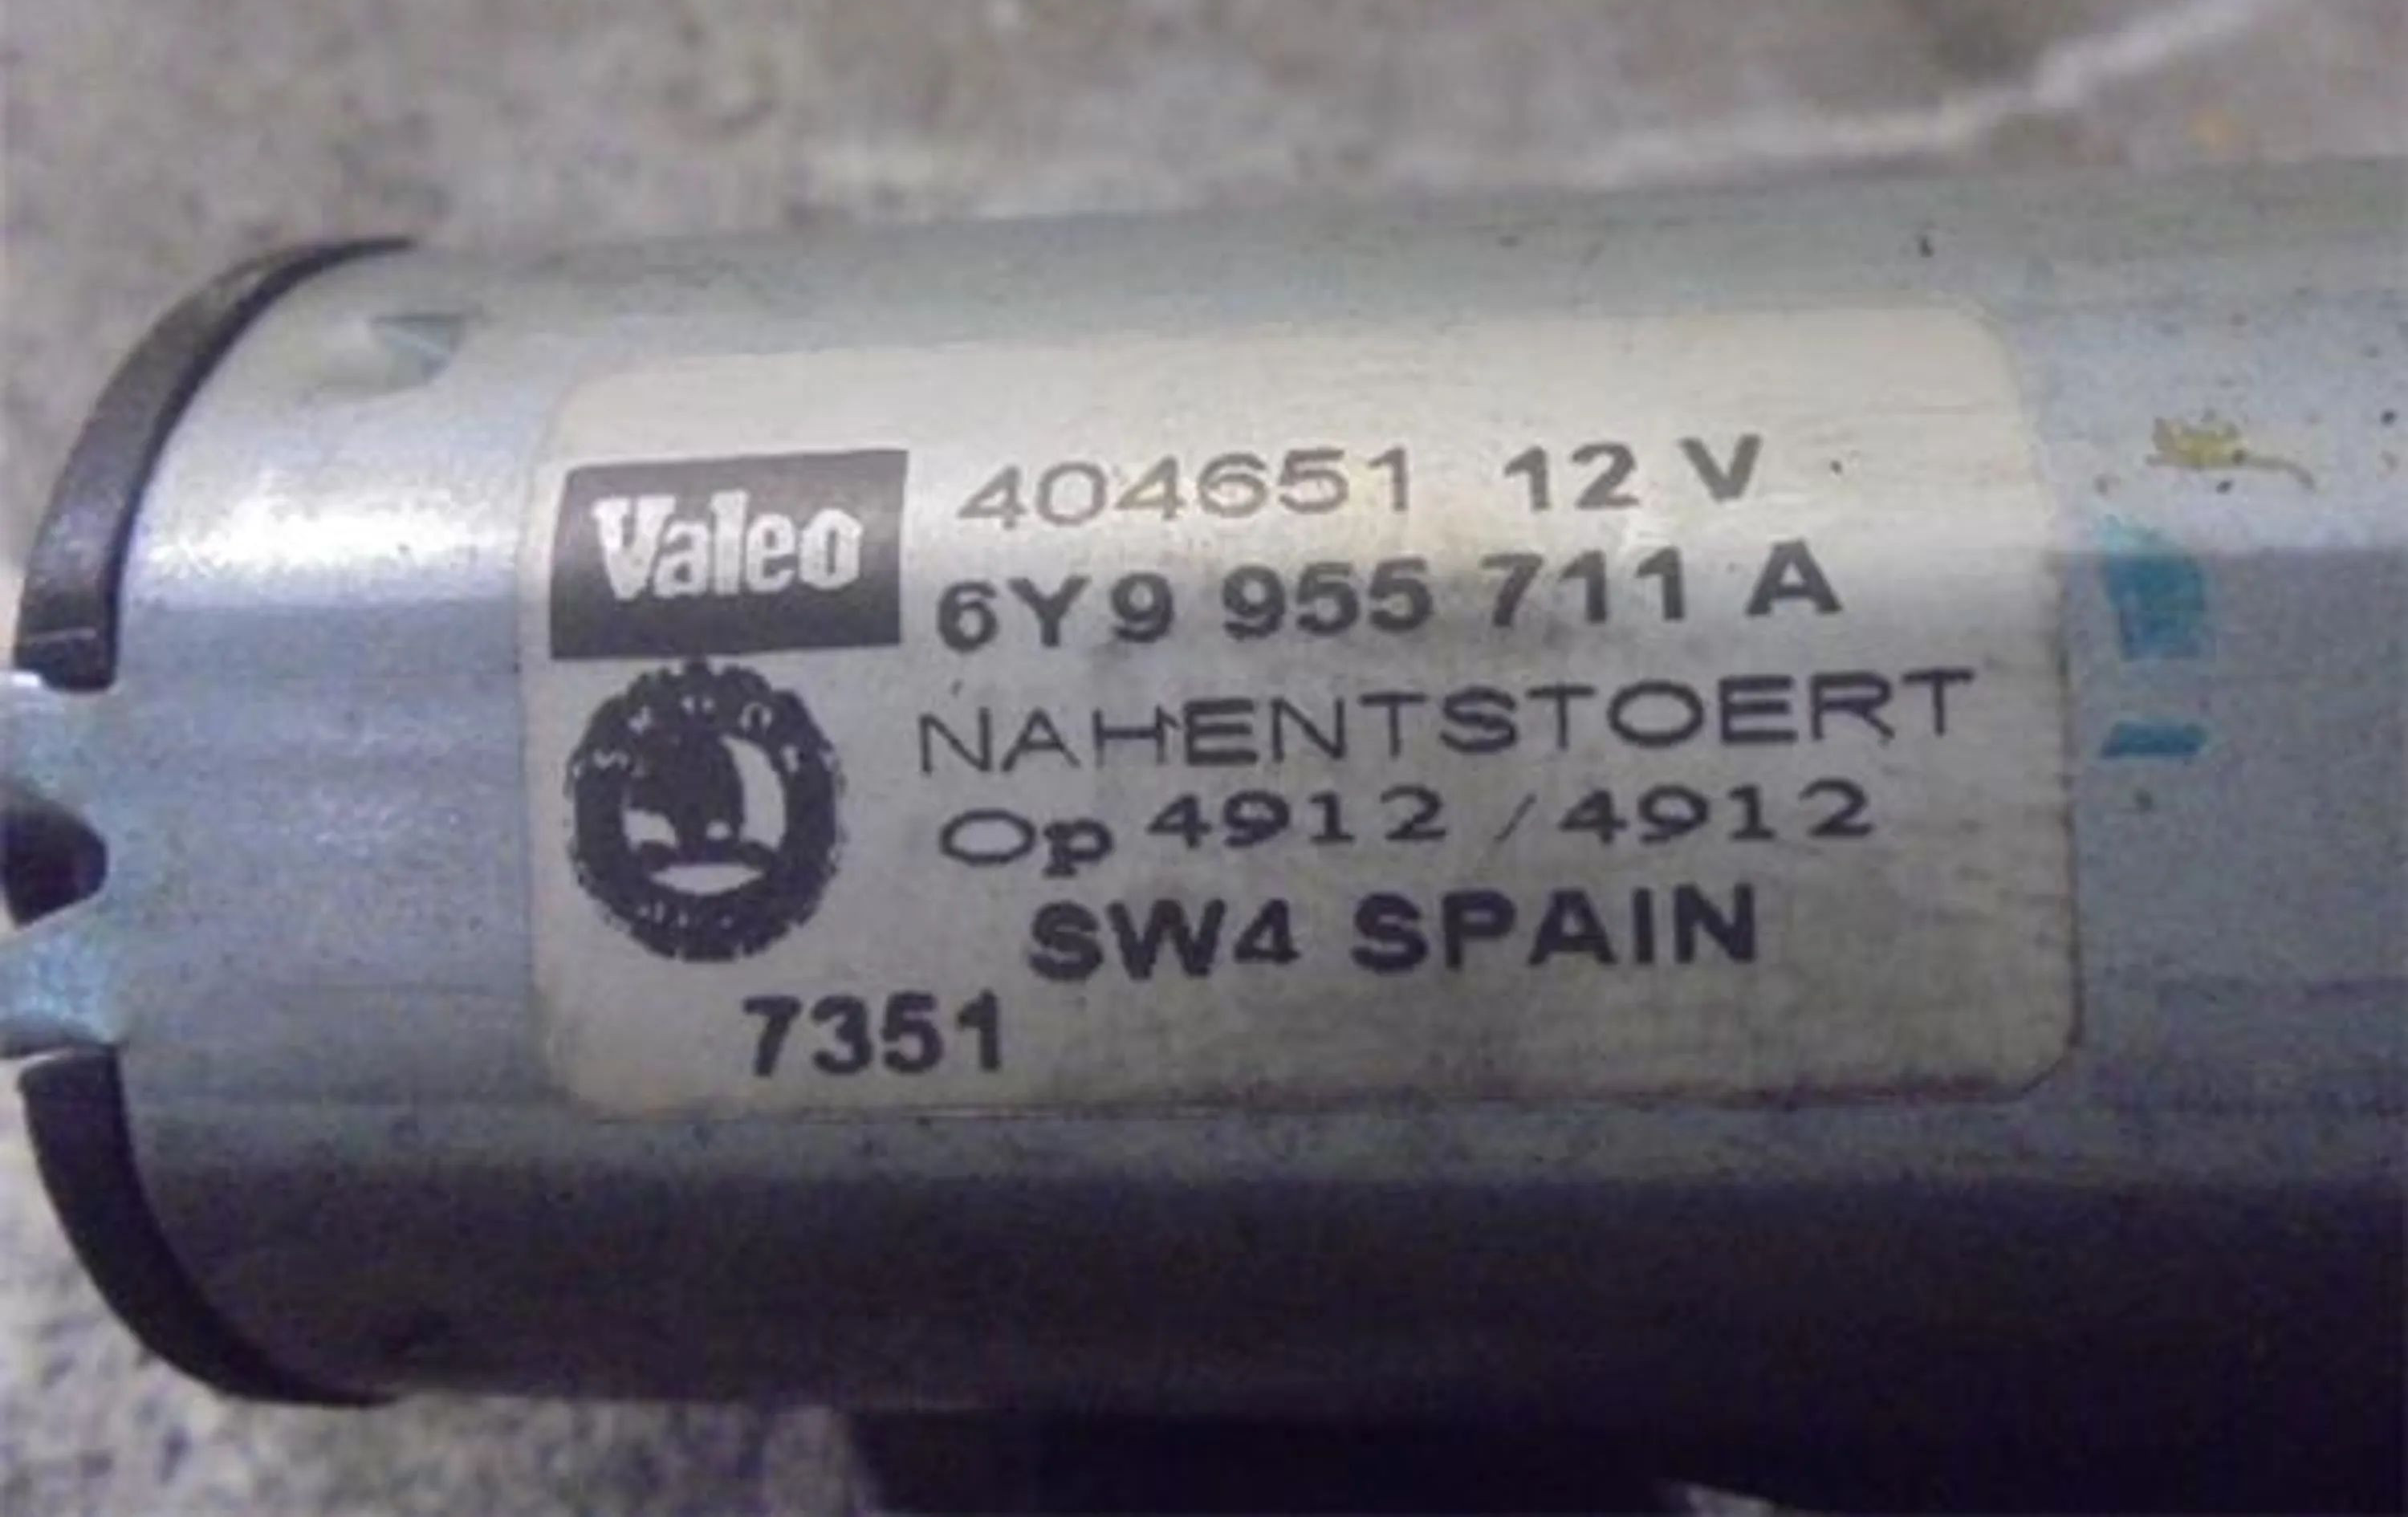 Valeo
404651 12 V
6Y9 955 711 A
NAHENTSTOERT
Op 4912 / 4912
SW4 SPAIN
7351